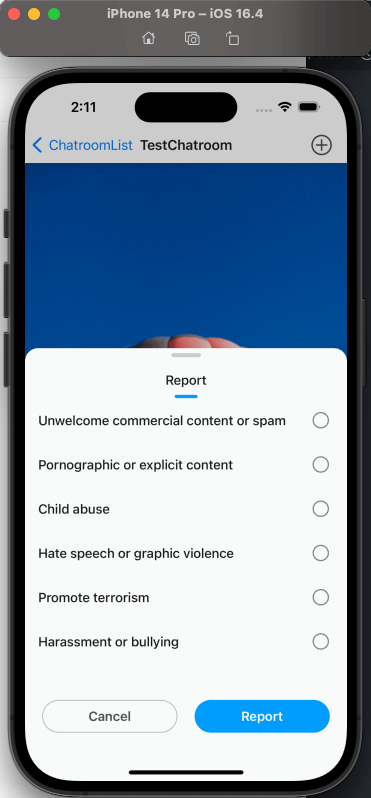 iPhone 14 Pro – iOS 16.4
2:11
ChatroomList TestChatroom
Report
Unwelcome commercial content or spam
Pornographic or explicit content
Child abuse
Hate speech or graphic violence
Promote terrorism
Harassment or bullying
Cancel Report